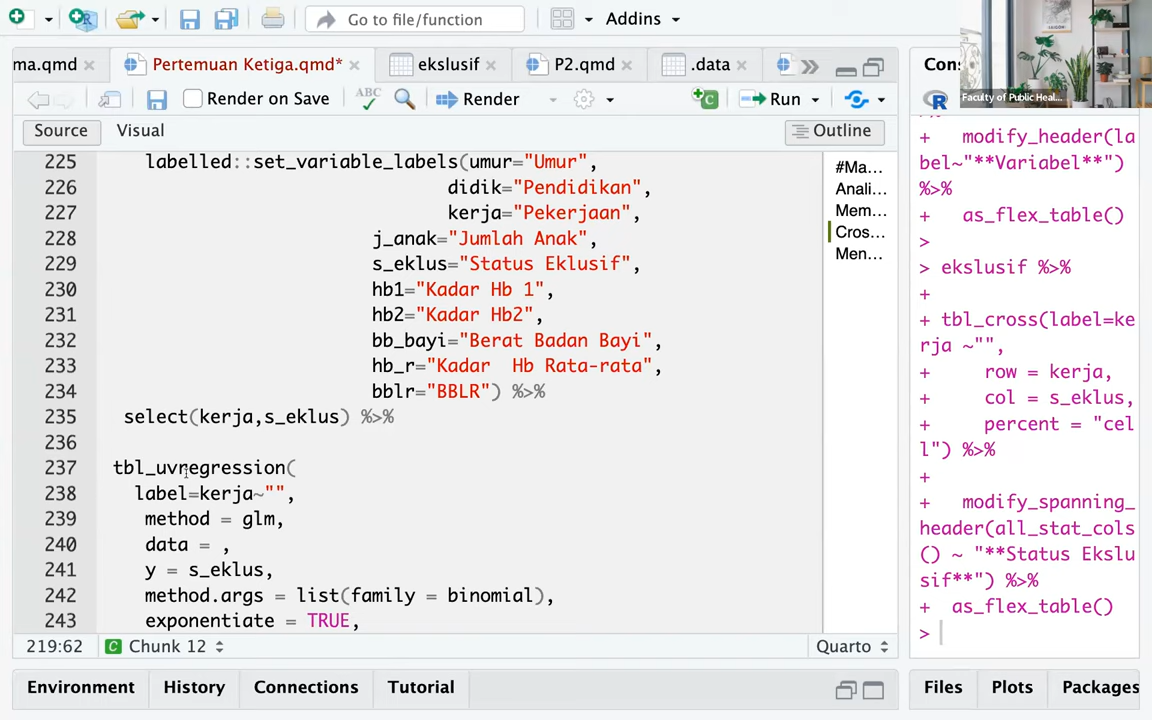 Go to file/function
Addins
ma.qmd
Pertemuan Ketiga.qmd*
ekslusif
P2.qmd
.data
Cons
Faculty of Public Heal...
Render on Save
ABC
Render
Run
Source
Visual
Outline
225 labelled::set_variable_labels(umur="Umur",
226 didik="Pendidikan",
227 kerja="Pekerjaan",
228 j_anak="Jumlah Anak",
229 s_eklus="Status Eklusif",
230 hb1="Kadar Hb 1",
231 hb2="Kadar Hb2",
232 bb_bayi="Berat Badan Bayi",
233 hb_r="Kadar  Hb Rata-rata",
234 bblr="BBLR") %>%
235 select(kerja,s_eklus) %>%
236
237 tbl_uvregression(
238 label=kerja~"",
239 method = glm,
240 data = ,
241 y = s_eklus,
242 method.args = list(family = binomial),
243 exponentiate = TRUE,
#Ma...
Anali...
Mem...
Cros...
Men...
+ modify_header(la
bel~"**Variabel**")
%>%
+ as_flex_table()
>
> ekslusif %>%
+
+ tbl_cross(label=ke
rja ~"",
+ row = kerja,
+ col = s_eklus,
+ percent = "cel
l") %>%
+
+ modify_spanning_
header(all_stat_cols
() ~ "**Status Ekslu
sif**") %>%
+ as_flex_table()
>
219:62
Chunk 12
Quarto
Environment
History
Connections
Tutorial
Files
Plots
Packages